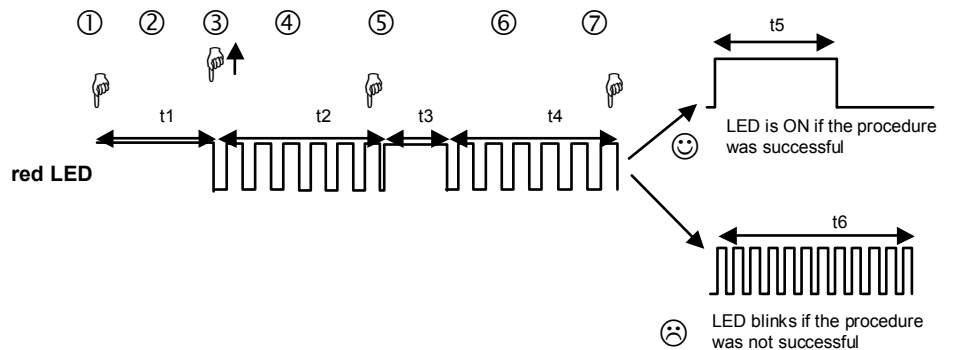 ① ② ③ ④ ⑤ ⑥ ⑦
t5
t1 t2 t3 t4
LED is ON if the procedure
was successful
red LED
t6
LED blinks if the procedure
was not successful